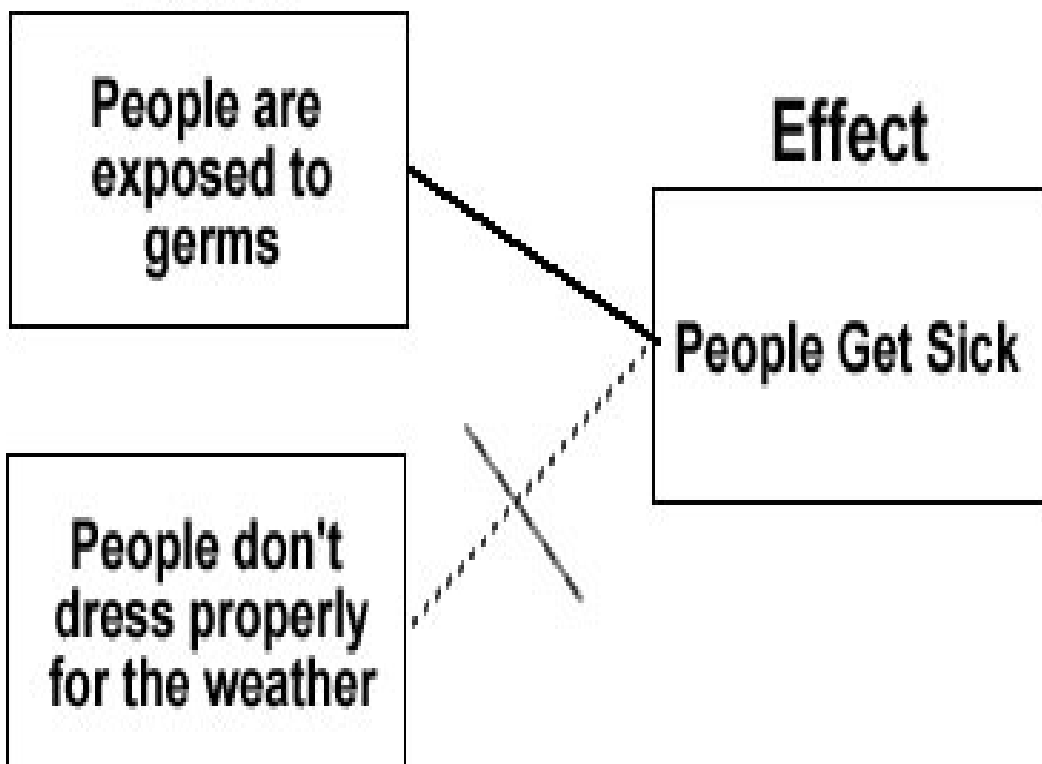 People are
exposed to
germs
Effect
People Get Sick
People don't
dress properly
for the weather